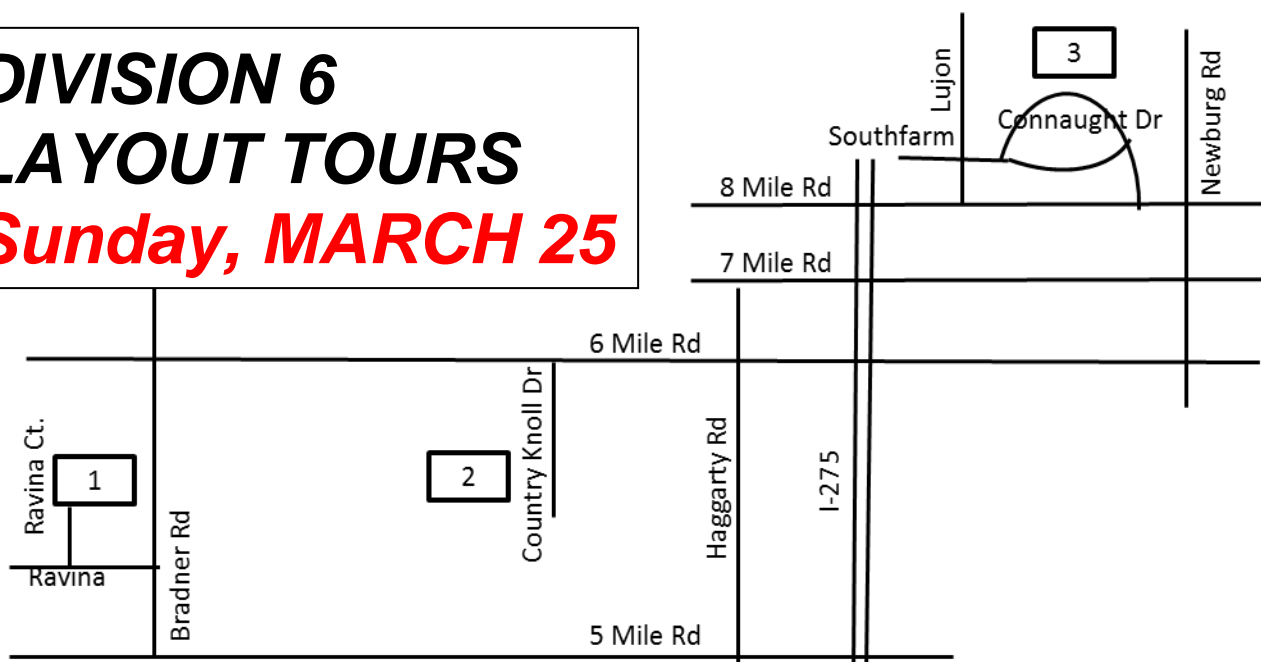 DIVISION 6
LAYOUT TOURS
Sunday, MARCH 25
Lujon
3
Newburg Rd
Connaught Dr
Southfarm
8 Mile Rd
7 Mile Rd
6 Mile Rd
Ravina Ct.
1
2
Country Knoll Dr
Haggarty Rd
I-275
Bradner Rd
Ravina
5 Mile Rd